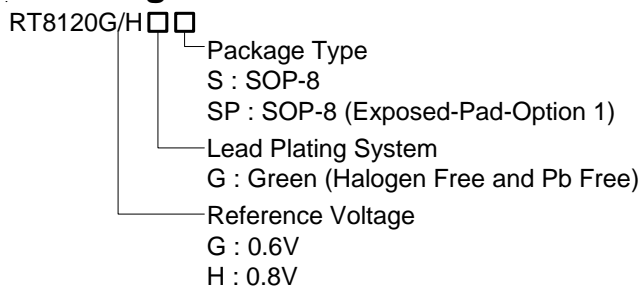 RT8120G/H□□
Package Type
S : SOP-8
SP : SOP-8 (Exposed-Pad-Option 1)
Lead Plating System
G : Green (Halogen Free and Pb Free)
Reference Voltage
G : 0.6V
H : 0.8V